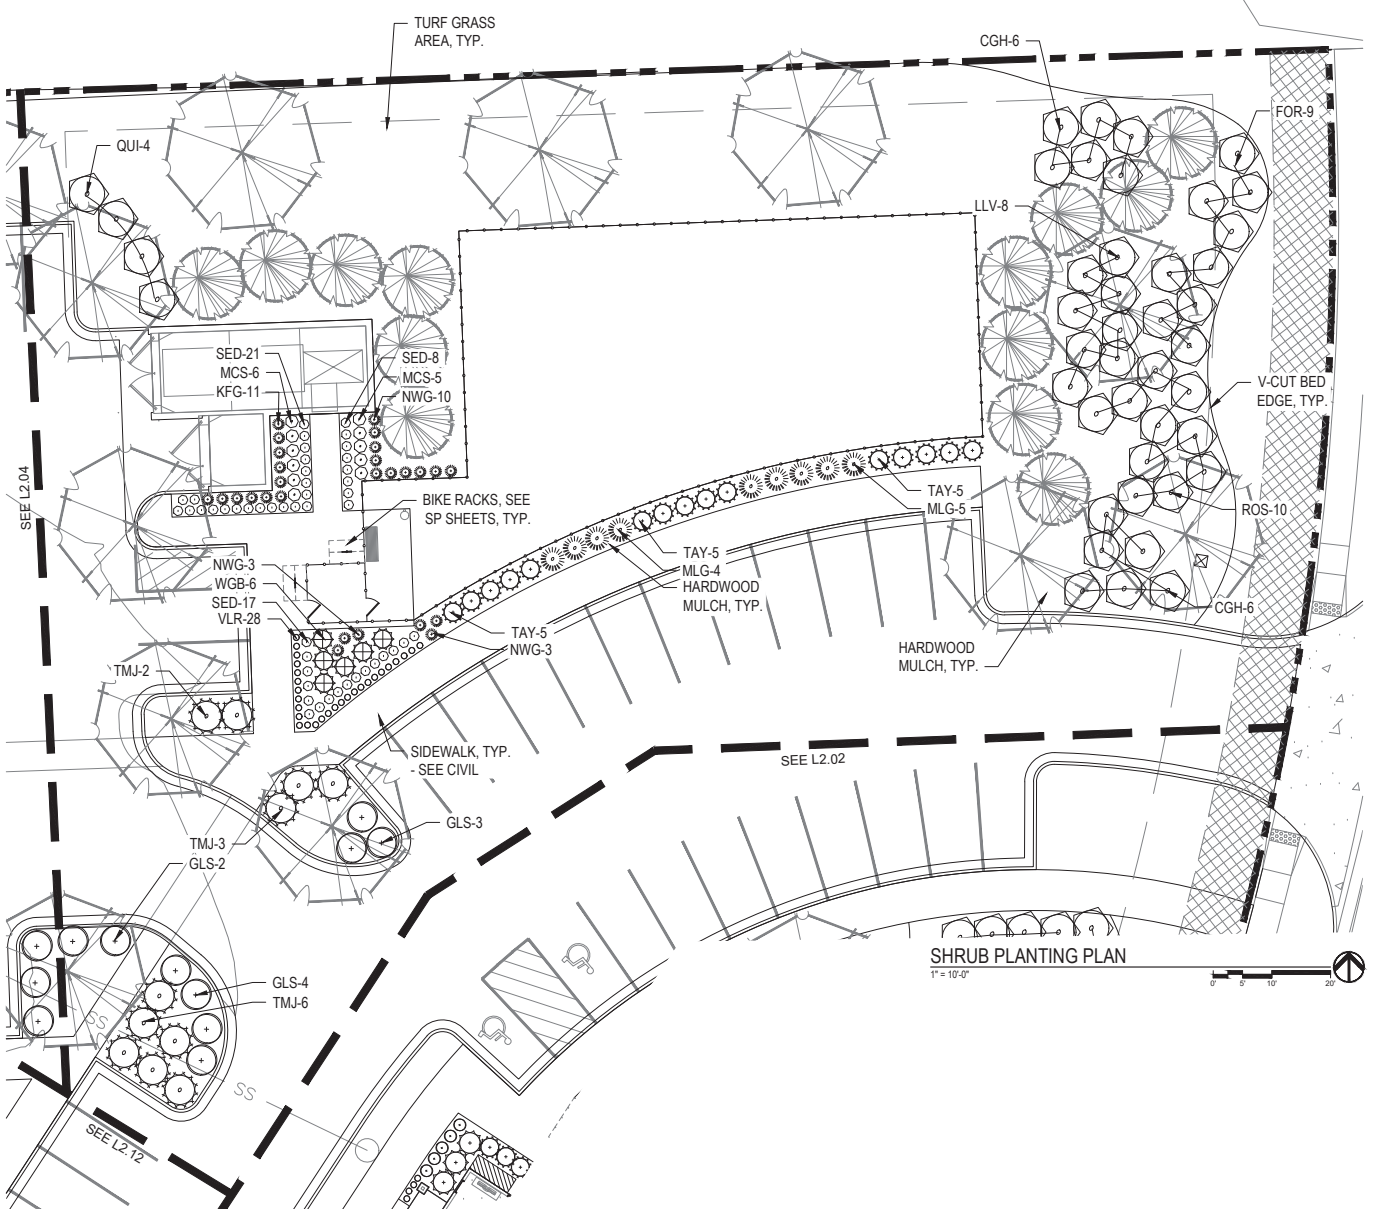 TURF GRASS
AREA, TYP.
CGH-6
FOR-9
QUI-4
LLV-8
SED-21
MCS-6
KFG-11
SED-8
MCS-5
NWG-10
V-CUT BED
EDGE, TYP.
SEE L2.04
BIKE RACKS, SEE
SP SHEETS, TYP.
TAY-5
MLG-5
ROS-10
NWG-3
WGB-6
SED-17
VLR-28
TAY-5
MLG-4
HARDWOOD
MULCH, TYP.
TAY-5
NWG-3
CGH-6
HARDWOOD
MULCH, TYP.
TMJ-2
SIDEWALK, TYP.
- SEE CIVIL
SEE L2.02
GLS-3
TMJ-3
GLS-2
GLS-4
TMJ-6
SS
SS
SEE L2.12
SHRUB PLANTING PLAN
1" = 10'-0"
0' 5' 10' 20'